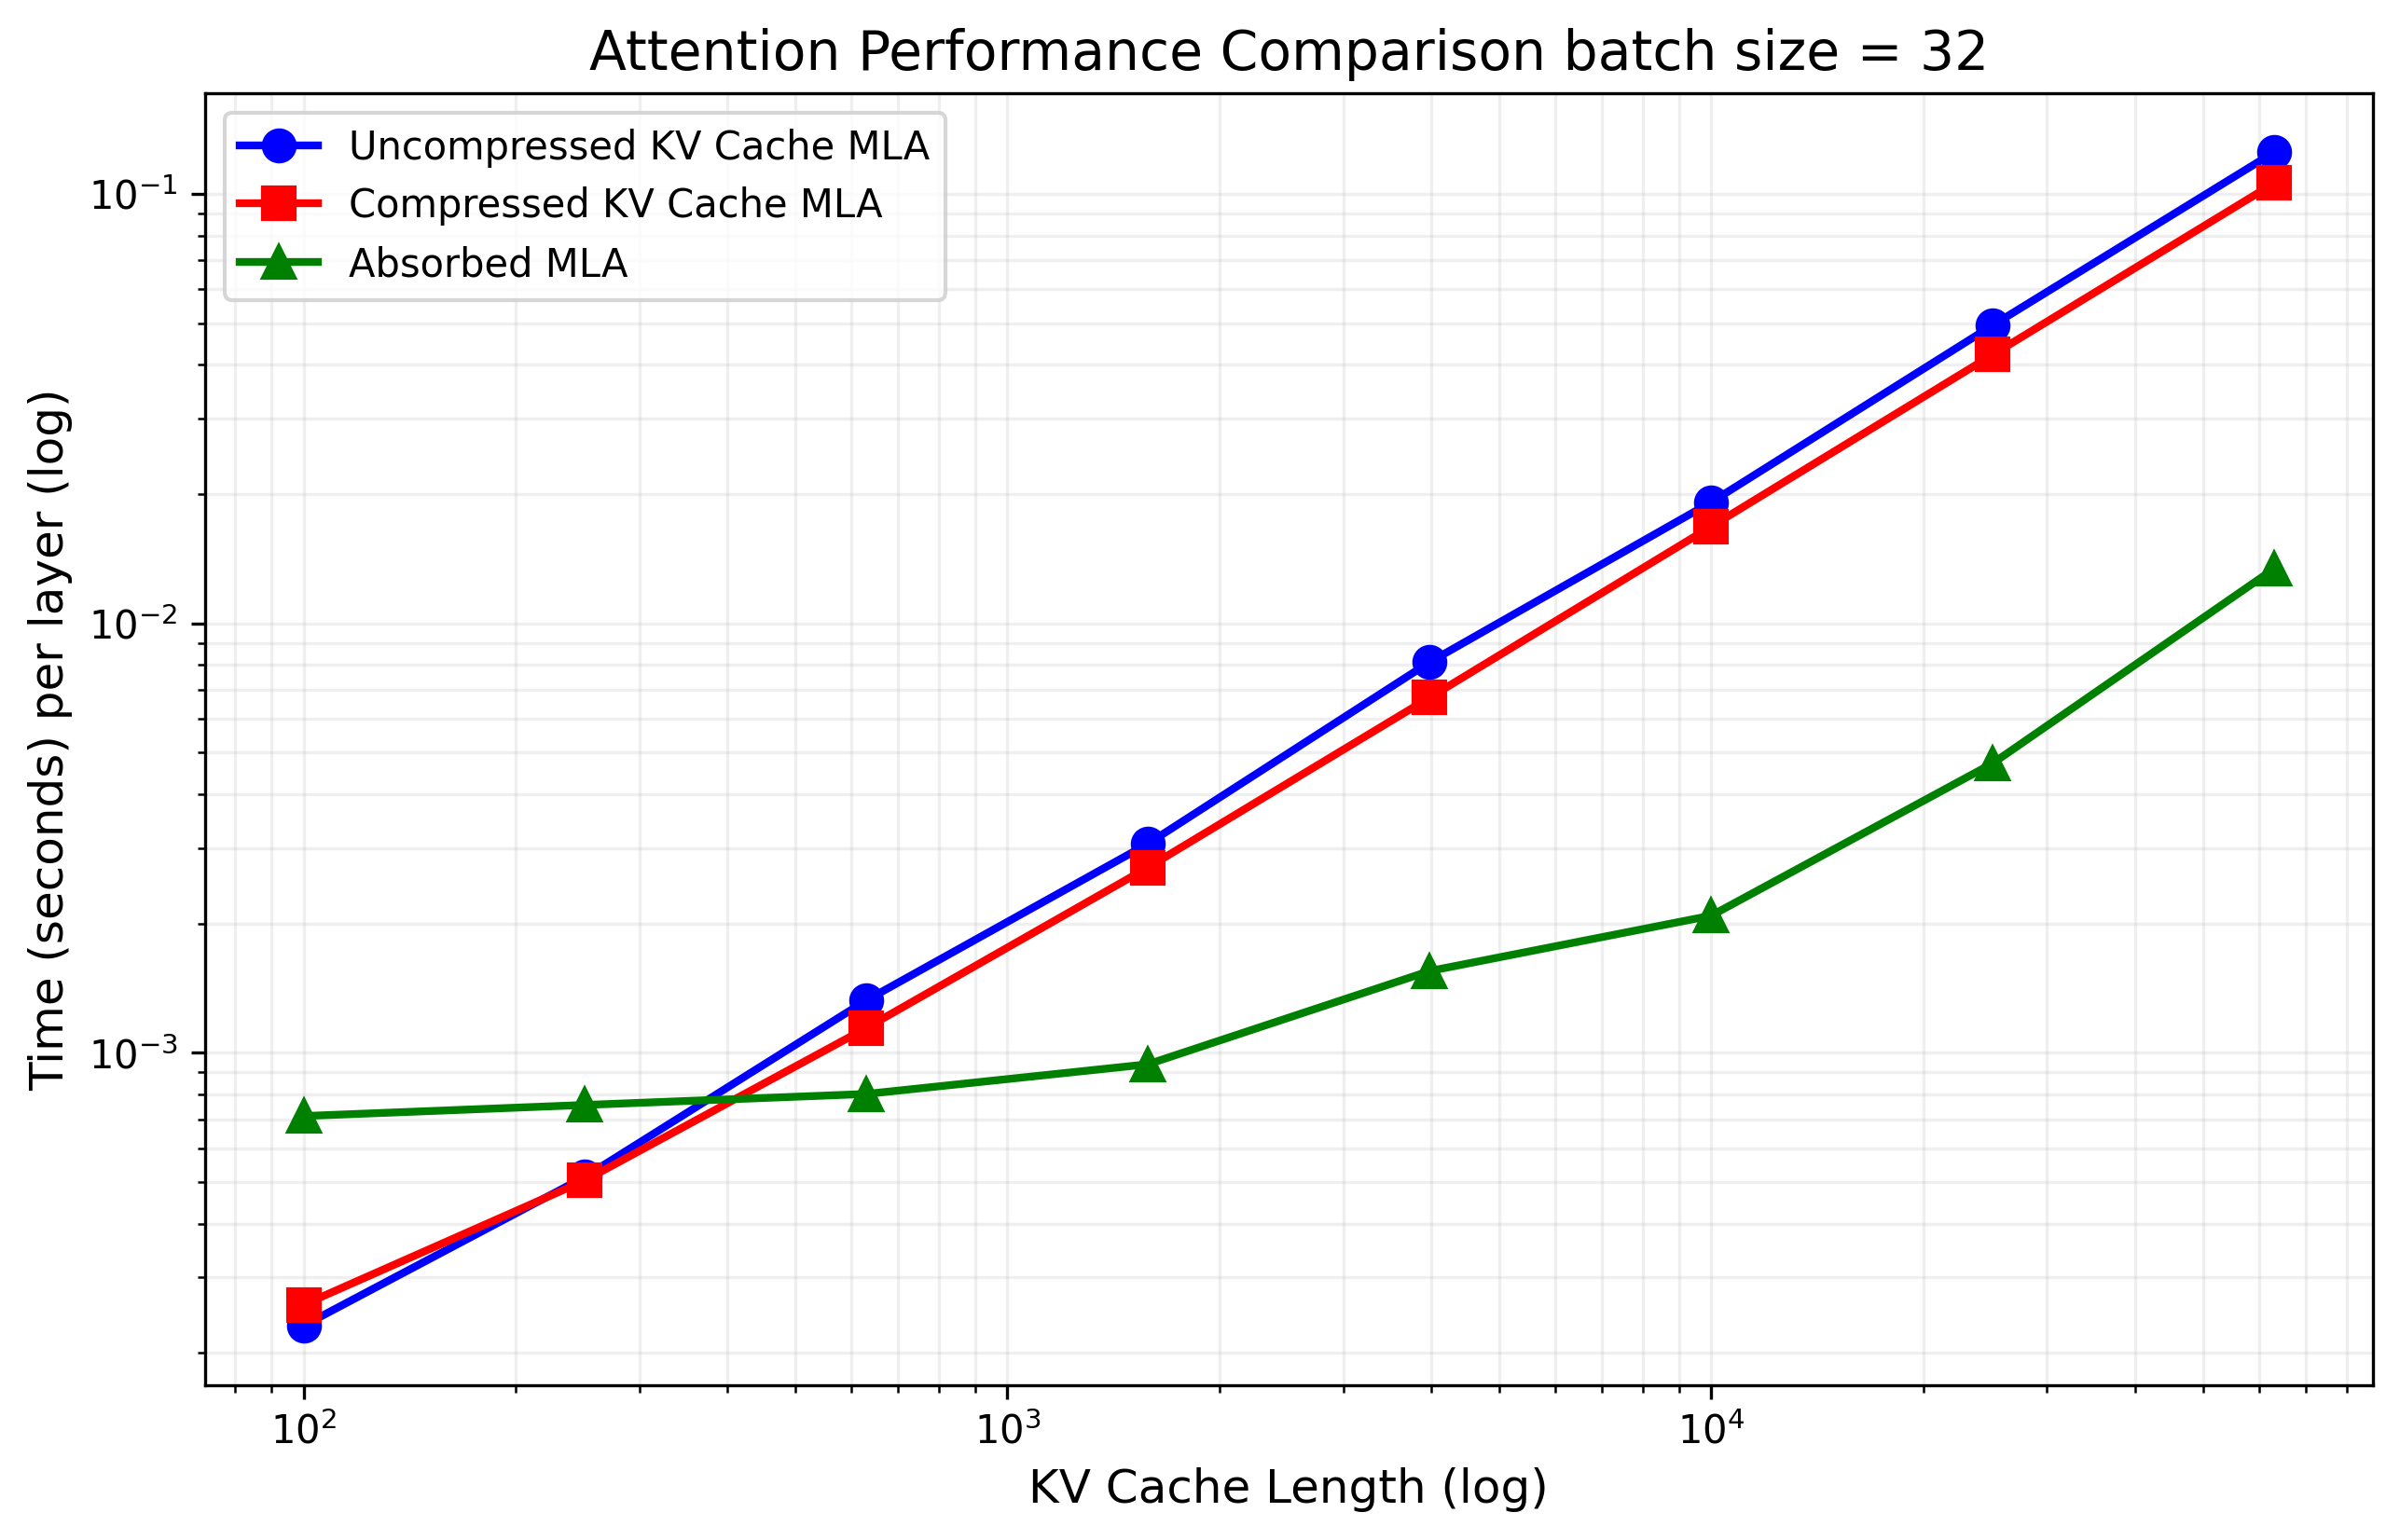 Attention Performance Comparison batch size = 32
Uncompressed KV Cache MLA
Compressed KV Cache MLA
Absorbed MLA
Time (seconds) per layer (log)
10⁻¹
10⁻²
10⁻³
10² 10³ 10⁴
KV Cache Length (log)